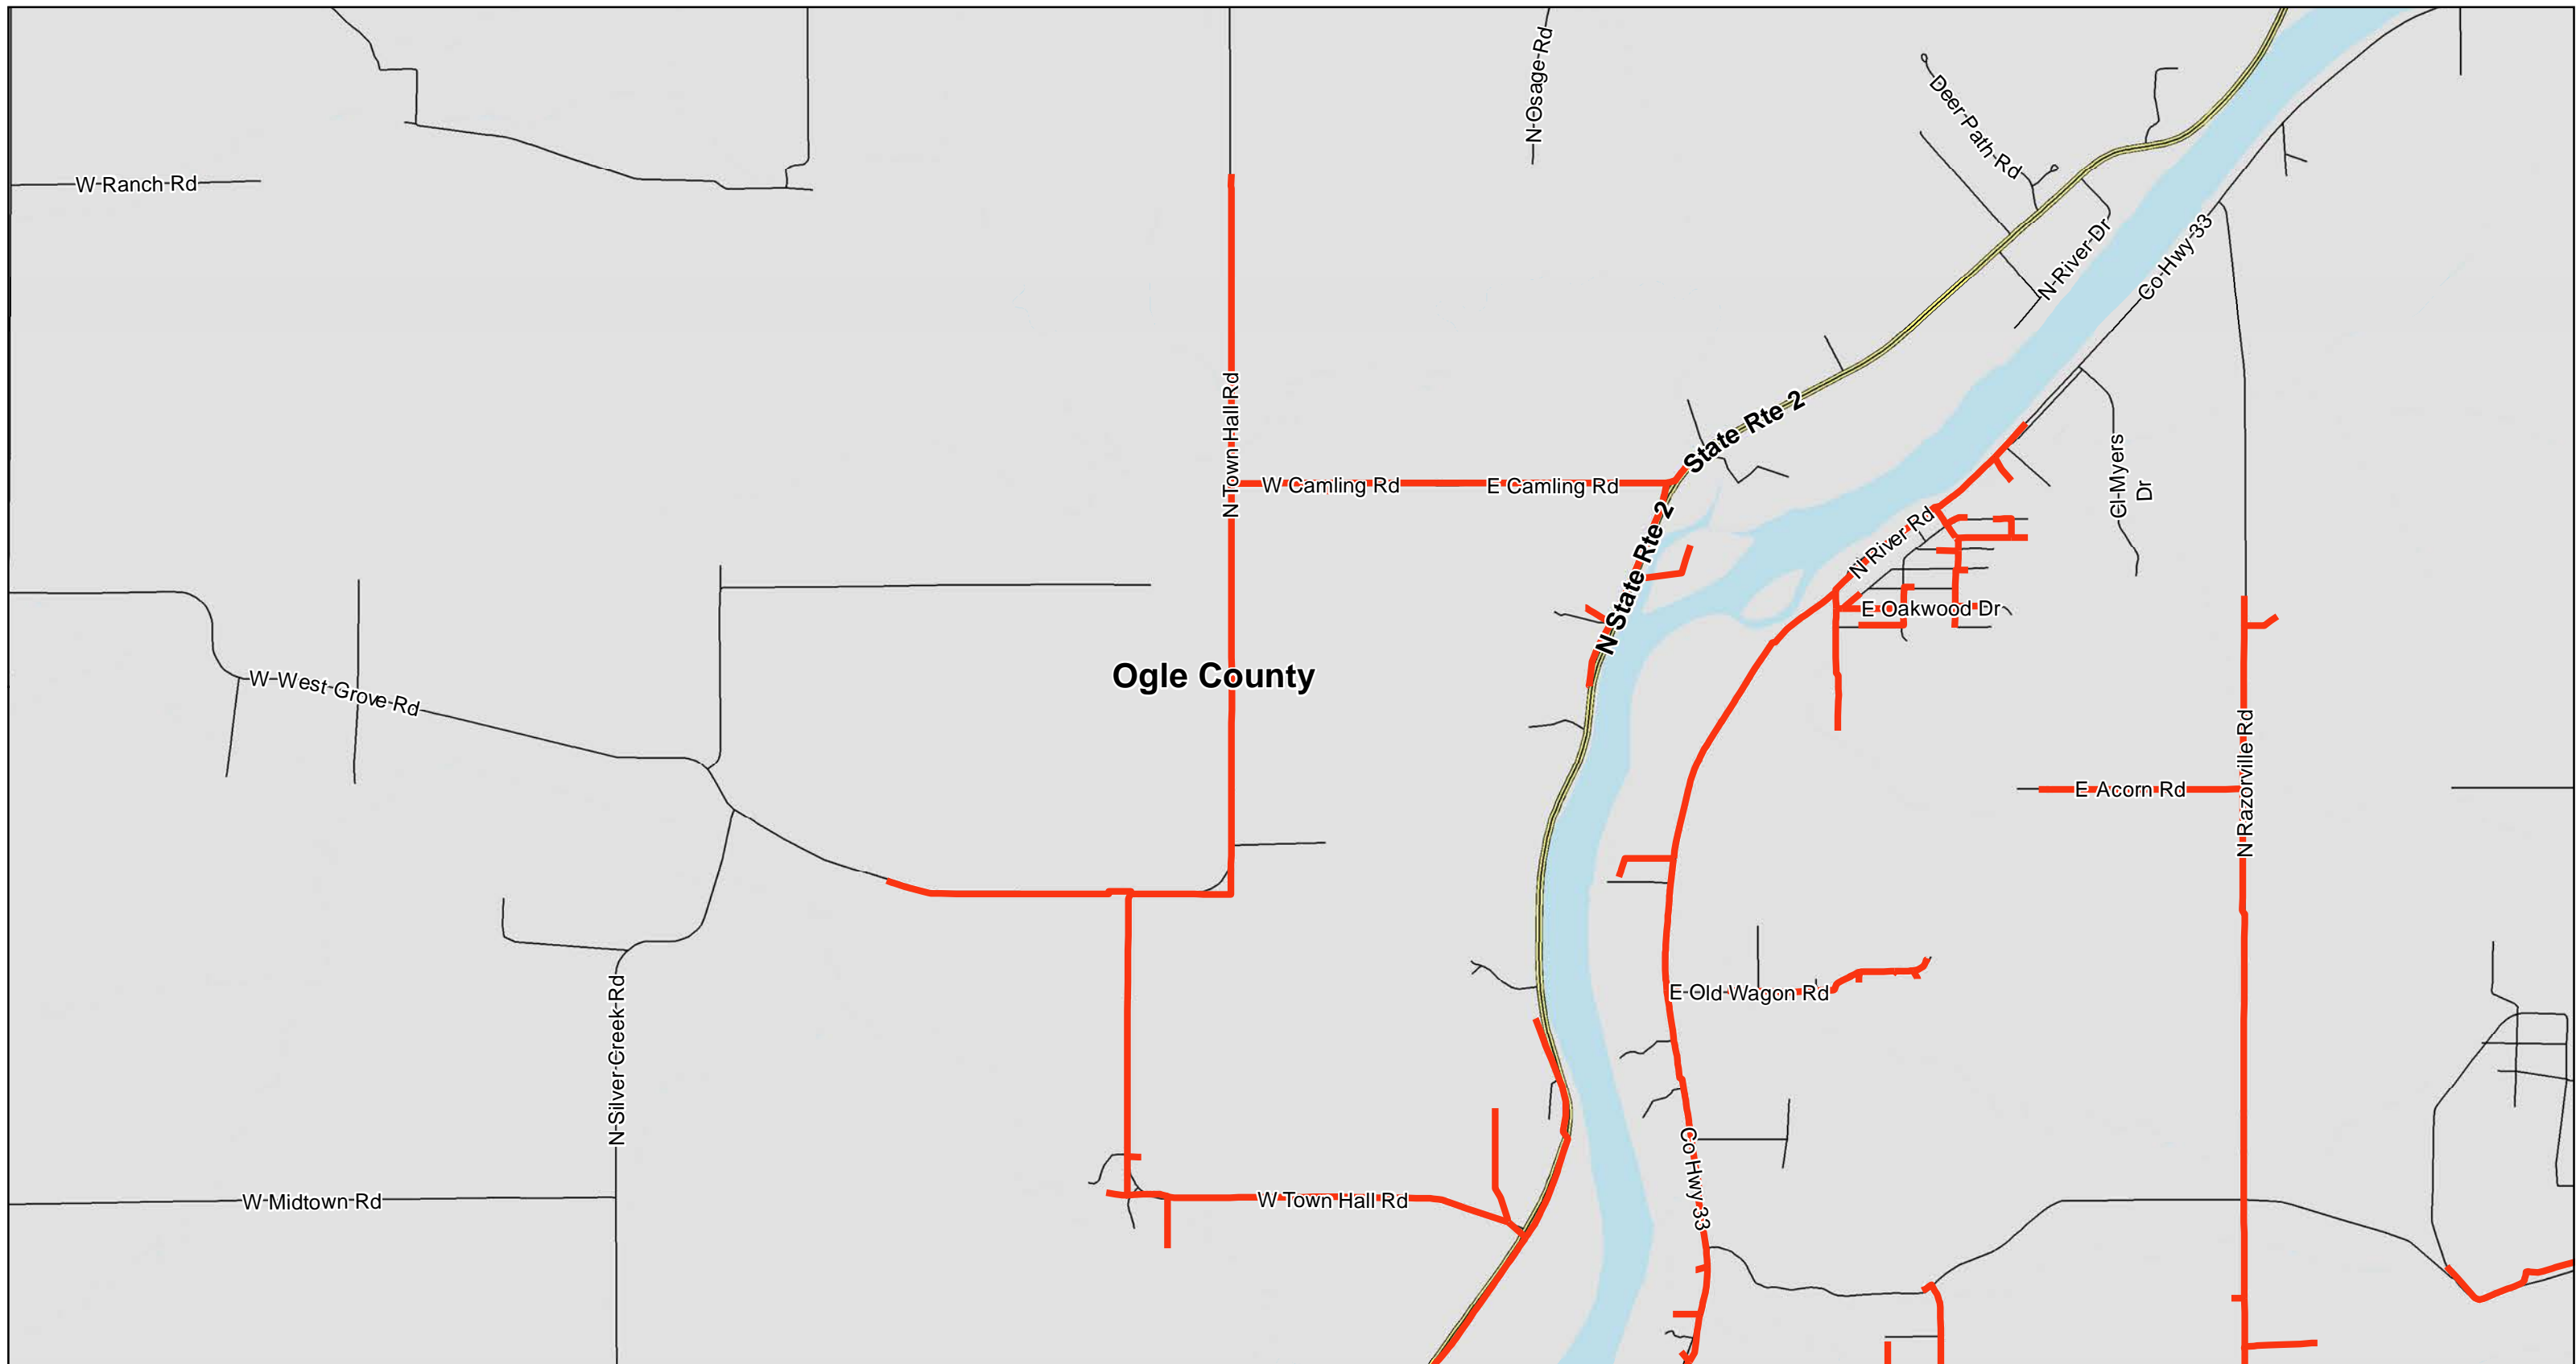 N Osage Rd
Deer Path Rd
W Ranch Rd
N River Dr
Co Hwy 33
State Rte 2
N Town Hall Rd
W Camling Rd
E Camling Rd
Cl Myers
Dr
N State Rte 2
N River Rd
E Oakwood Dr
Ogle County
W West Grove Rd
N Razorville Rd
E Acorn Rd
E Old Wagon Rd
N Silver Creek Rd
Co Hwy 33
W Midtown Rd
W Town Hall Rd